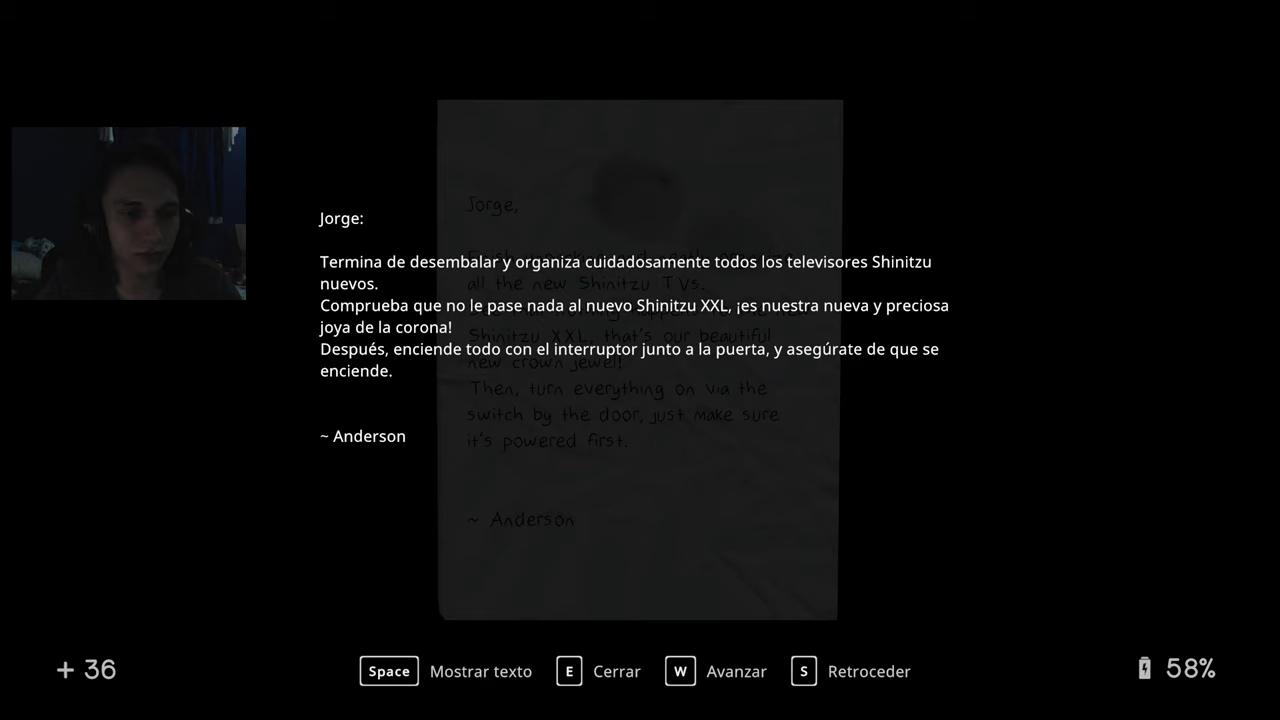 Jorge:
Termina de desembalar y organiza cuidadosamente todos los televisores Shinitzu
nuevos.
Comprueba que no le pase nada al nuevo Shinitzu XXL, ¡es nuestra nueva y preciosa
joya de la corona!
Después, enciende todo con el interruptor junto a la puerta, y asegúrate de que se
enciende.
~ Anderson
Jorge,
all the new Shinitzu TVs.
Shinitzu XXL, that's our beautiful
new crown jewel!
Then, turn everything on via the
switch by the door, just make sure
it's powered first.
~ Anderson
+ 36
Space Mostrar texto E Cerrar W Avanzar S Retroceder
58%